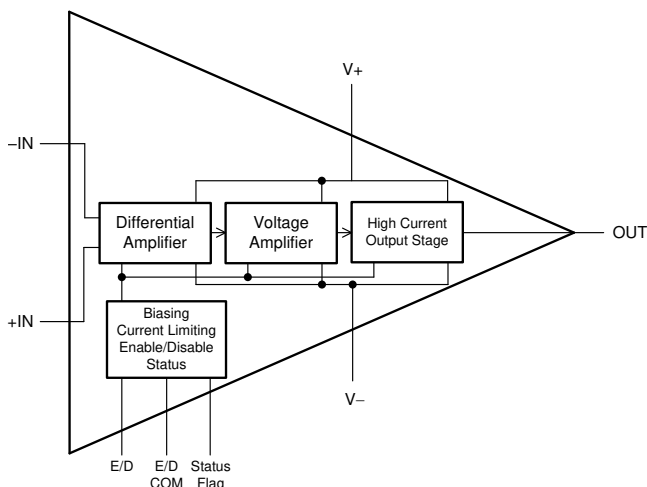 V+
–IN
Differential
Amplifier
Voltage
Amplifier
High Current
Output Stage
OUT
+IN
Biasing
Current Limiting
Enable/Disable
Status
V–
E/D
E/D
COM
Status
Flag